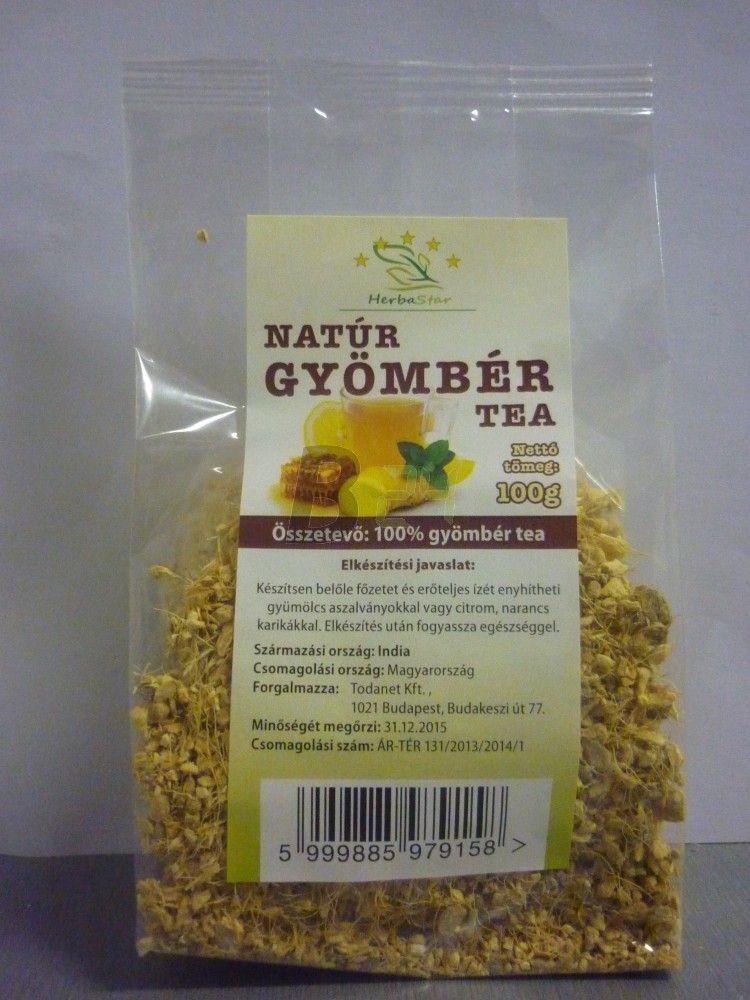 HerbaStar
NATÚR
GYÖMBÉR
TEA
Nettó
tömeg:
100g
Összetevő: 100% gyömbér tea
Elkészítési javaslat:
Készítsen belőle főzetet és erőteljes ízét enyhítheti
gyümölcs aszalványokkal vagy citrom, narancs
karikákkal. Elkészítés után fogyassza egészséggel.
Származási ország: India
Csomagolási ország: Magyarország
Forgalmazza: Todanet Kft. ,
1021 Budapest, Budakeszi út 77.
Minőségét megőrzi: 31.12.2015
Csomagolási szám: ÁR-TÉR 131/2013/2014/1
5 999885 979158 >